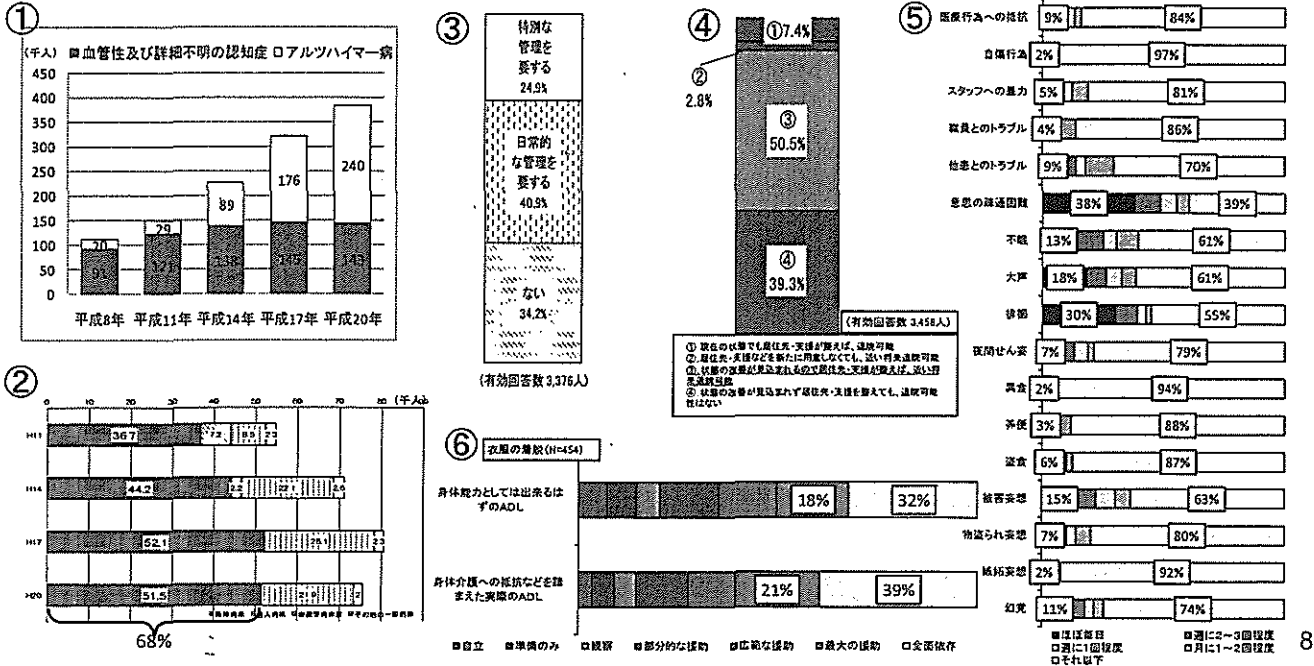 ①
(千人) ■血管性及び詳細不明の認知症 □アルツハイマー病
450
400
350
300
250
200
150
100
50
0
20
91
29
121
89
138
176
145
240
143
平成8年 平成11年 平成14年 平成17年 平成20年
②
0 10 20 30 40 50 60 70 80 (千人)
H11 36.7 7.2 8.8 2.3
H14 44.2 2.2 22.1 2.5
H17 52.1 2.3
H20 51.5 21.9 2
68%
③
特別な
管理を
要する
24.9%
日常的
な管理を
要する
40.9%
ない
34.2%
(有効回答数 3,376人)
④
①7.4%
②
2.8%
③
50.5%
④
39.3%
(有効回答数 3,458人)
① 現在の状態でも居住先・支援が整えば、退院可能
② 居住先・支援などを新たに用意しなくても、近い将来退院可能
③ 状態の改善が見込まれるので居住先・支援が整えば、近い将
来退院可能
④ 状態の改善が見込まれず居住先・支援を整えても、退院可能
性はない
⑤
医療行為への抵抗 9% 84%
自傷行為 2% 97%
スタッフへの暴力 5% 81%
職員とのトラブル 4% 86%
他患とのトラブル 9% 70%
意思の疎通困難 38% 39%
不眠 13% 61%
大声 18% 61%
徘徊 30% 55%
夜間せん妄 7% 79%
異食 2% 94%
弄便 3% 88%
盗食 6% 87%
被害妄想 15% 63%
物盗られ妄想 7% 80%
嫉妬妄想 2% 92%
幻覚 11% 74%
■ほぼ毎日 ■週に2～3回程度
□週に1回程度 □月に1～2回程度
□それ以下
⑥ 衣服の着脱(N=454)
身体能力としては出来るは
ずのADL
18% 32%
身体介護への抵抗などを踏
まえた実際のADL
21% 39%
■自立 ■準備のみ □観察 ■部分的な援助 ■広範な援助 ■最大の援助 □全面依存
8